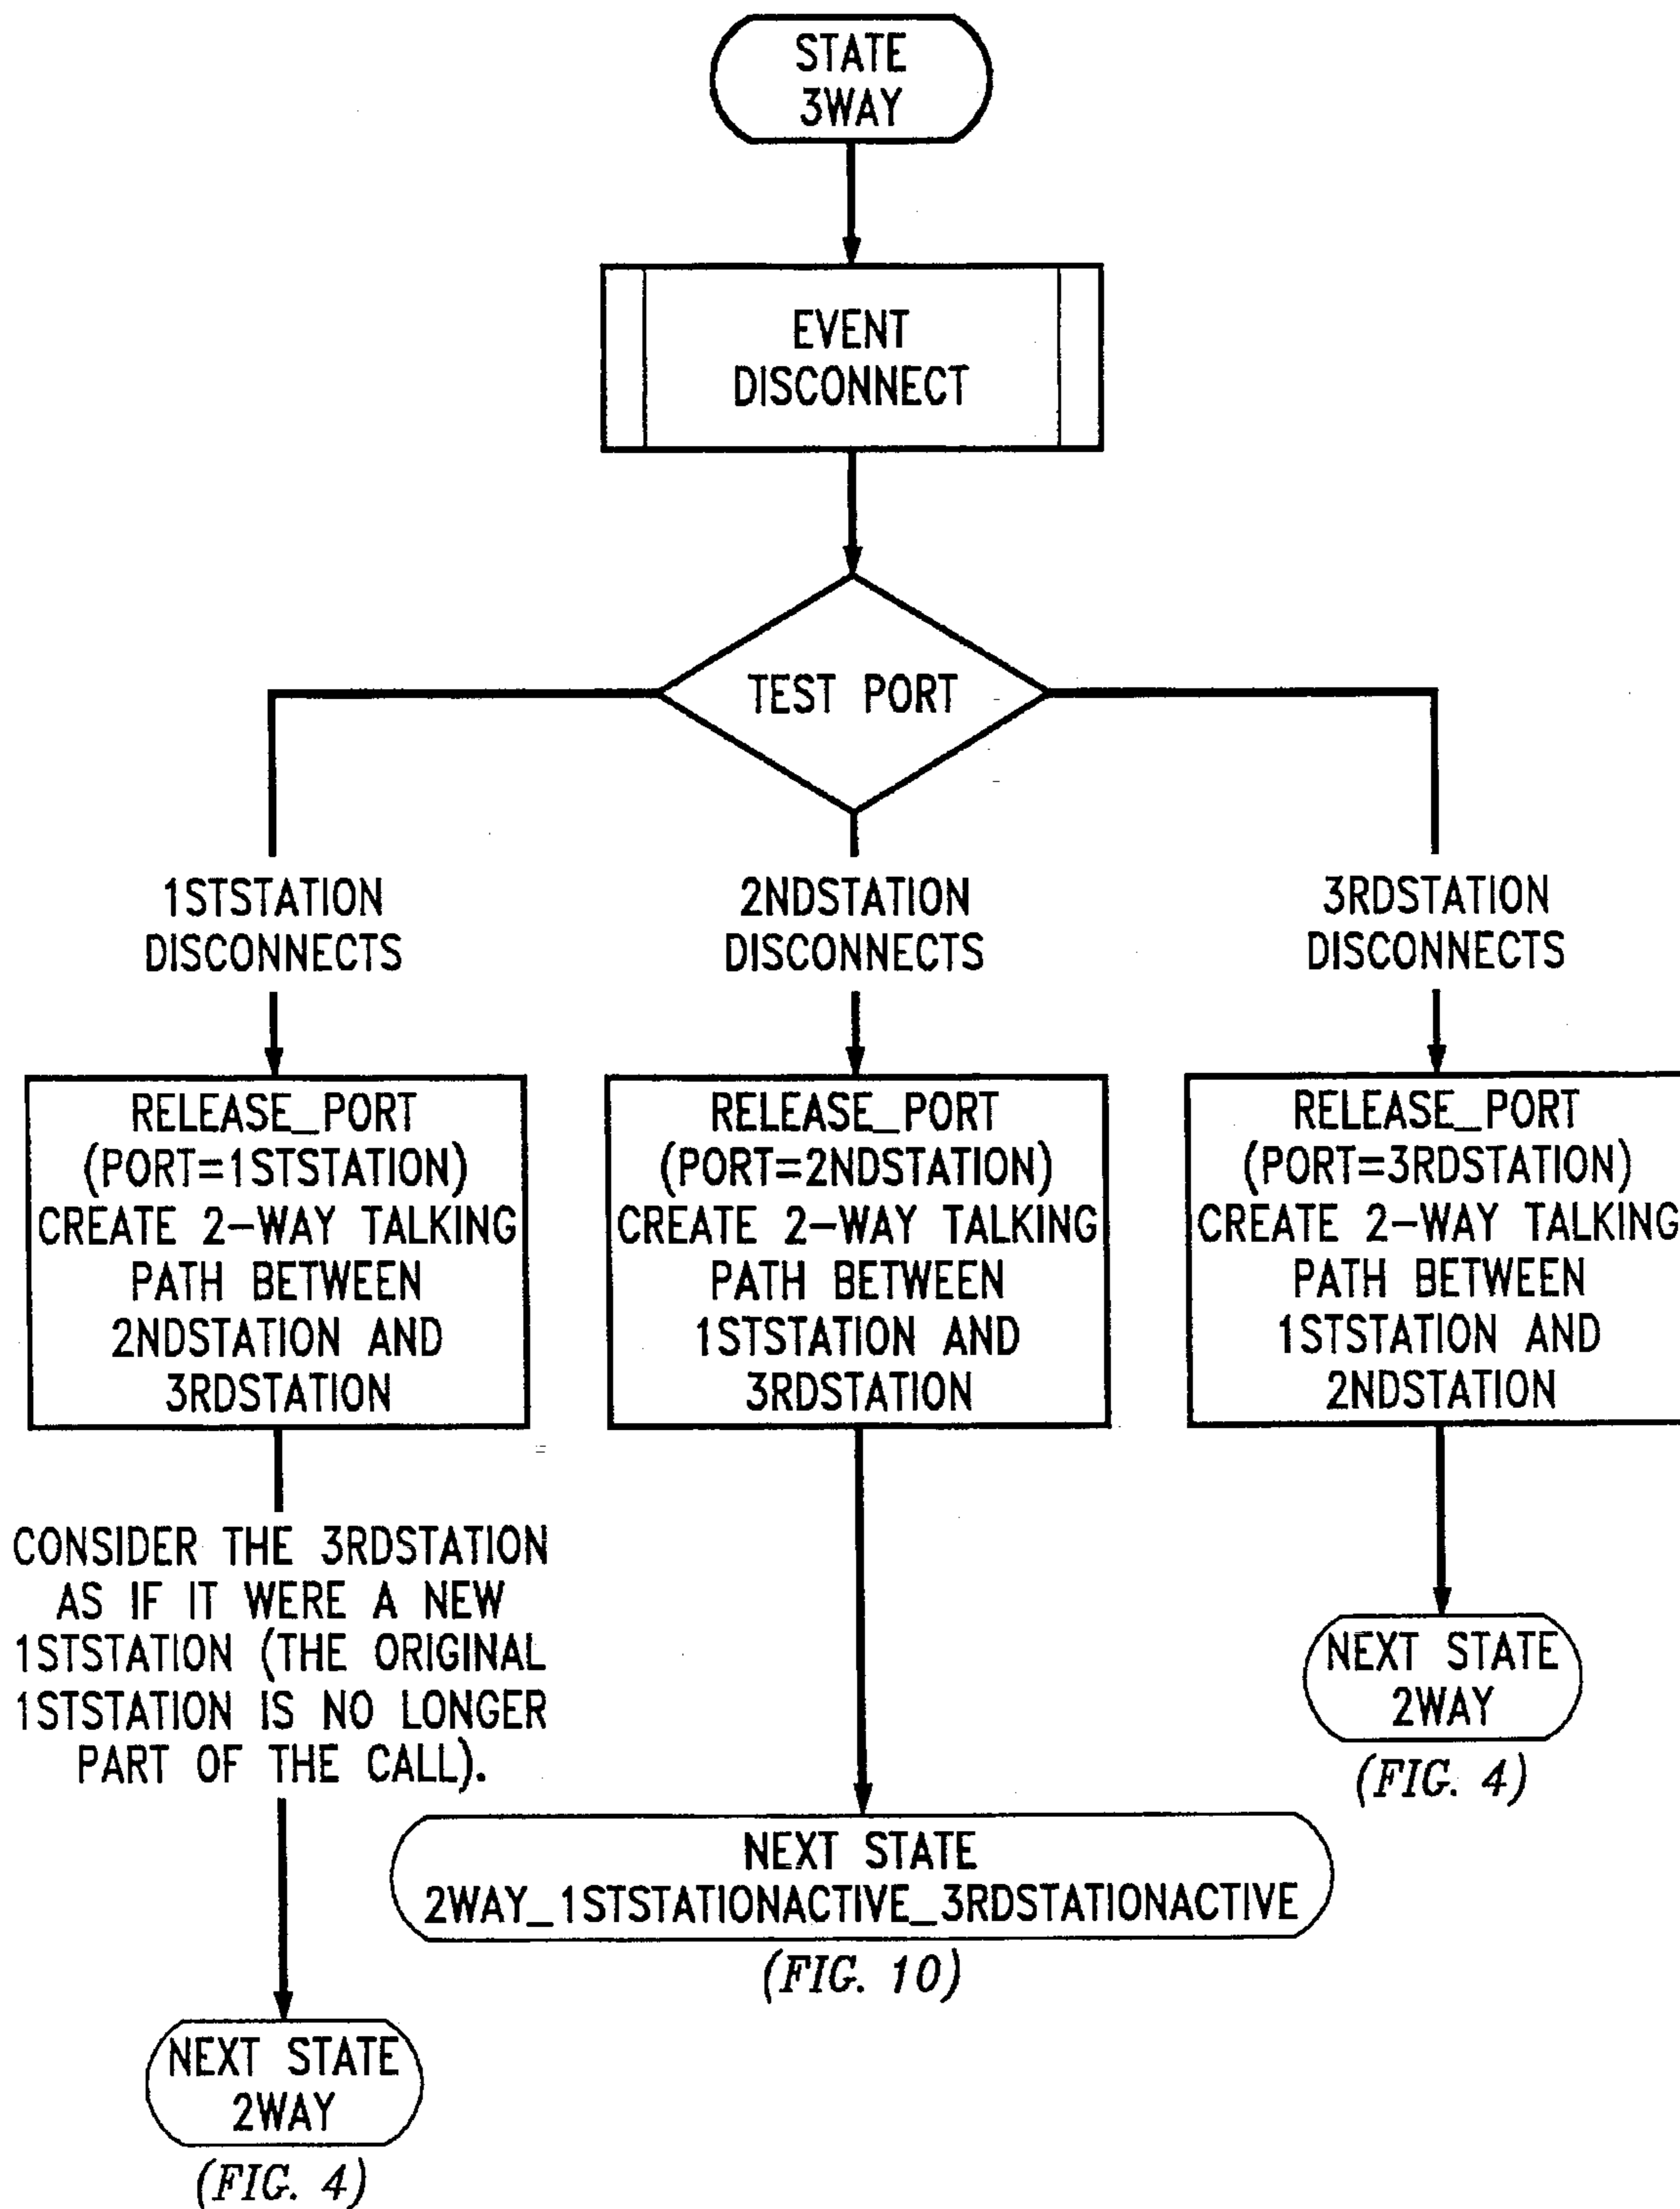 STATE
3WAY
EVENT
DISCONNECT
TEST PORT
1STSTATION
DISCONNECTS
2NDSTATION
DISCONNECTS
3RDSTATION
DISCONNECTS
RELEASE_PORT
(PORT=1STSTATION)
CREATE 2-WAY TALKING
PATH BETWEEN
2NDSTATION AND
3RDSTATION
RELEASE_PORT
(PORT=2NDSTATION)
CREATE 2-WAY TALKING
PATH BETWEEN
1STSTATION AND
3RDSTATION
RELEASE_PORT
(PORT=3RDSTATION)
CREATE 2-WAY TALKING
PATH BETWEEN
1STSTATION AND
2NDSTATION
CONSIDER THE 3RDSTATION
AS IF IT WERE A NEW
1STSTATION (THE ORIGINAL
1STSTATION IS NO LONGER
PART OF THE CALL).
NEXT STATE
2WAY
(FIG. 4)
NEXT STATE
2WAY_1STSTATIONACTIVE_3RDSTATIONACTIVE
(FIG. 10)
NEXT STATE
2WAY
(FIG. 4)